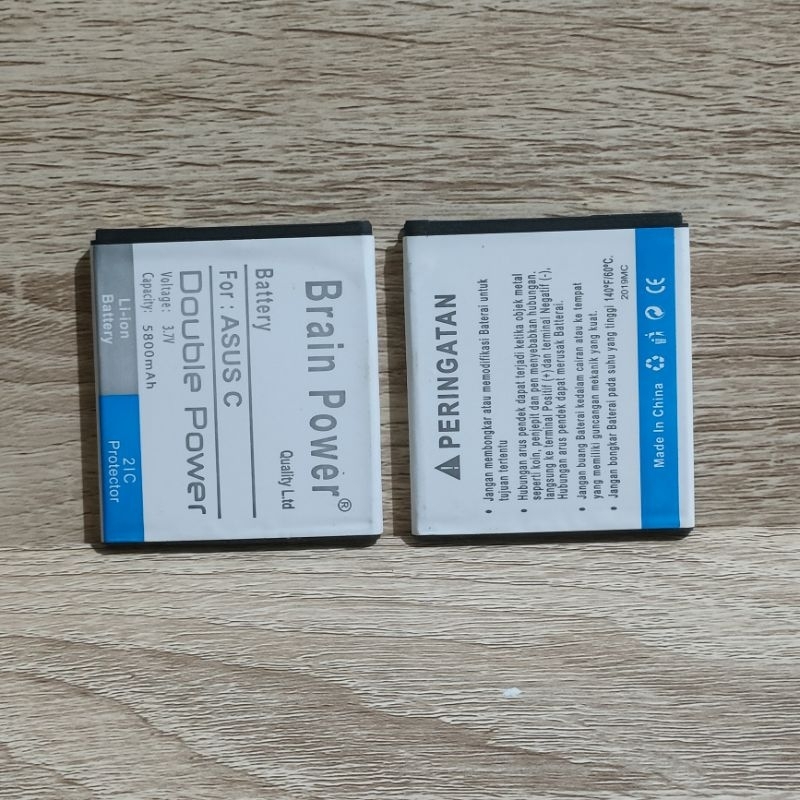 Brain Power®
Quality L.td
Battery
For : ASUS C
Double Power
Voltage: 3.7V
Capacity: 5800mAh
Li-Ion
Battery
2IC
Protector
PERINGATAN
• Jangan membongkar atau memodifikasi Baterai untuk
tujuan tertentu
• Hubungan arus pendek dapat terjadi ketika objek metal
seperti koin, penjepit dan pen menyebabkan hubungan.
langsung ke terminal Positif (+) dan terminal Negatif (-),
Hubungan arus pendek dapat merusak Batterai.
• Jangan buang Baterai kedalam cairan atau ke tempat
yang memiliki guncangan mekanik yang kuat.
• Jangan bongkar Baterai pada suhu yang tinggi 140°F/60°C.
2019MC
Made In China
CE